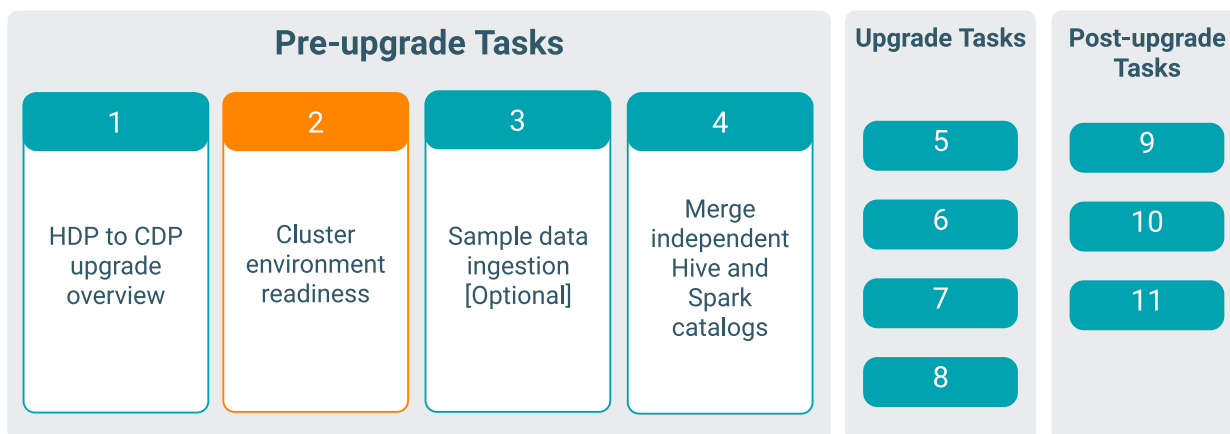 Pre-upgrade Tasks
1
HDP to CDP
upgrade
overview
2
Cluster
environment
readiness
3
Sample data
ingestion
[Optional]
4
Merge
independent
Hive and
Spark
catalogs
Upgrade Tasks
5
6
7
8
Post-upgrade
Tasks
9
10
11